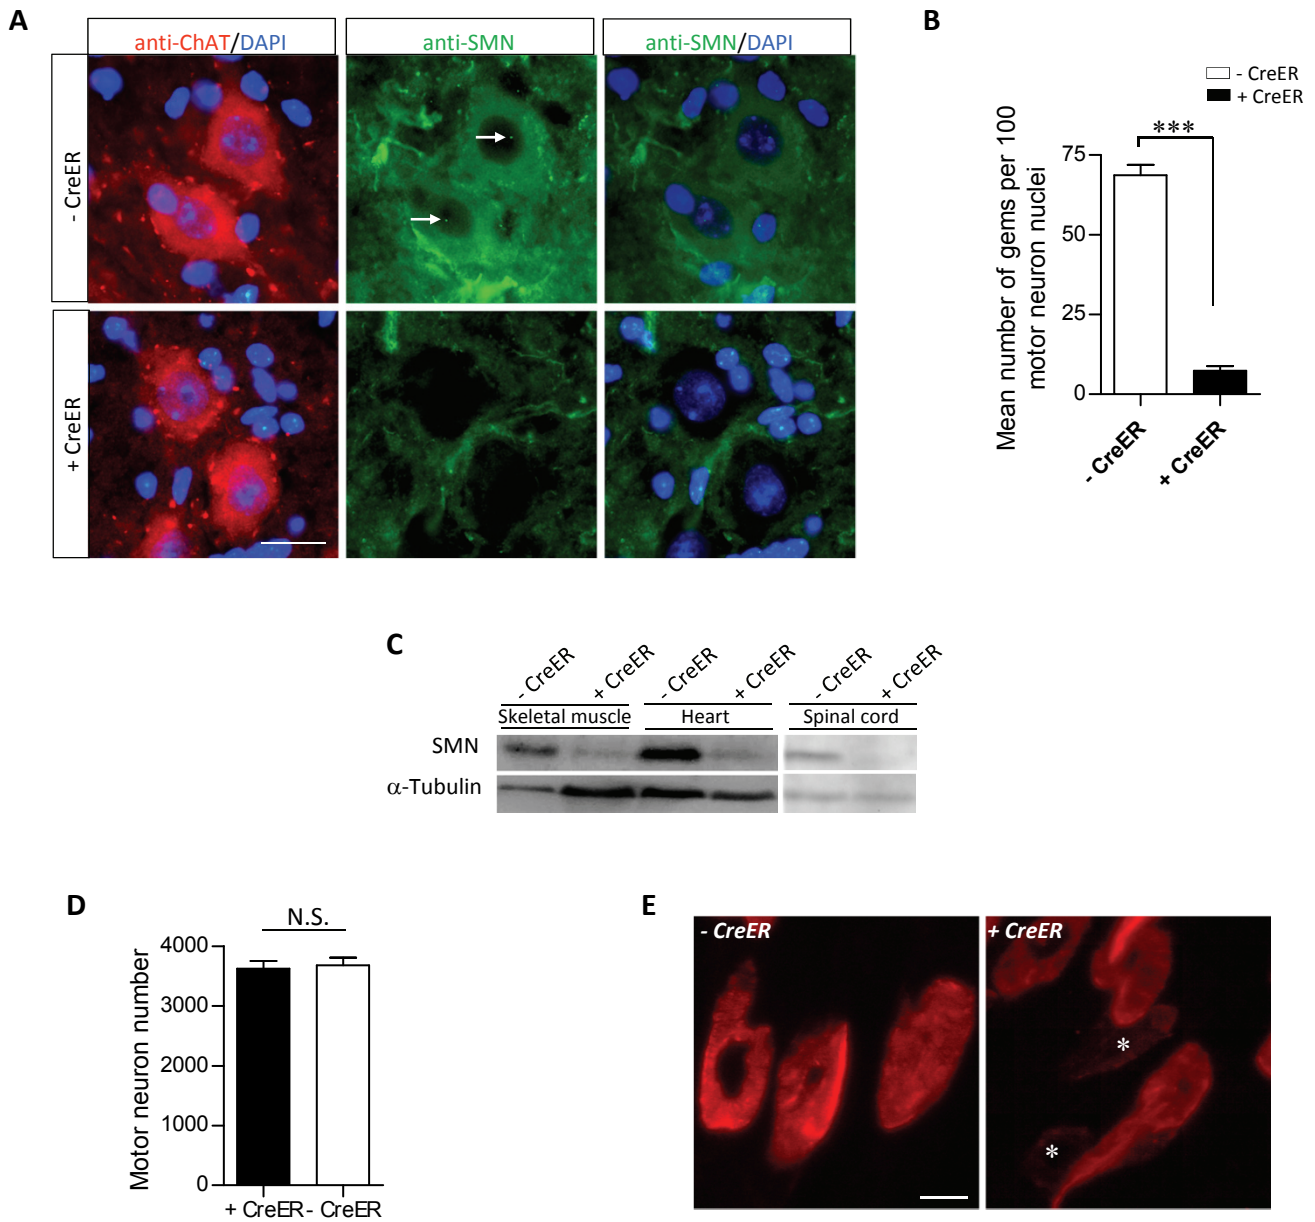 A
anti-ChAT/DAPI
anti-SMN
anti-SMN/DAPI
- CreER
+ CreER
B
- CreER
+ CreER
***
Mean number of gems per 100
motor neuron nuclei
75
50
25
0
- CreER
+ CreER
C
- CreER
+ CreER
- CreER
+ CreER
- CreER
+ CreER
Skeletal muscle
Heart
Spinal cord
SMN
α-Tubulin
D
N.S.
Motor neuron number
4000
3000
2000
1000
0
+ CreER
- CreER
E
- CreER
+ CreER
*
*